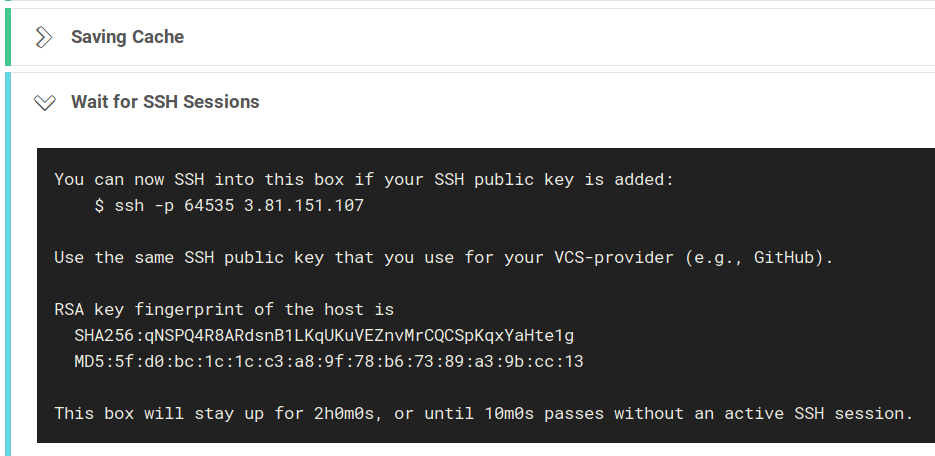 Saving Cache
Wait for SSH Sessions
You can now SSH into this box if your SSH public key is added:
$ ssh -p 64535 3.81.151.107
Use the same SSH public key that you use for your VCS-provider (e.g., GitHub).
RSA key fingerprint of the host is
SHA256:qNSPQ4R8ARdsnB1LKqUKuVEZnvMrCQCSpKqxYaHte1g
MD5:5f:d0:bc:1c:1c:c3:a8:9f:78:b6:73:89:a3:9b:cc:13
This box will stay up for 2h0m0s, or until 10m0s passes without an active SSH session.